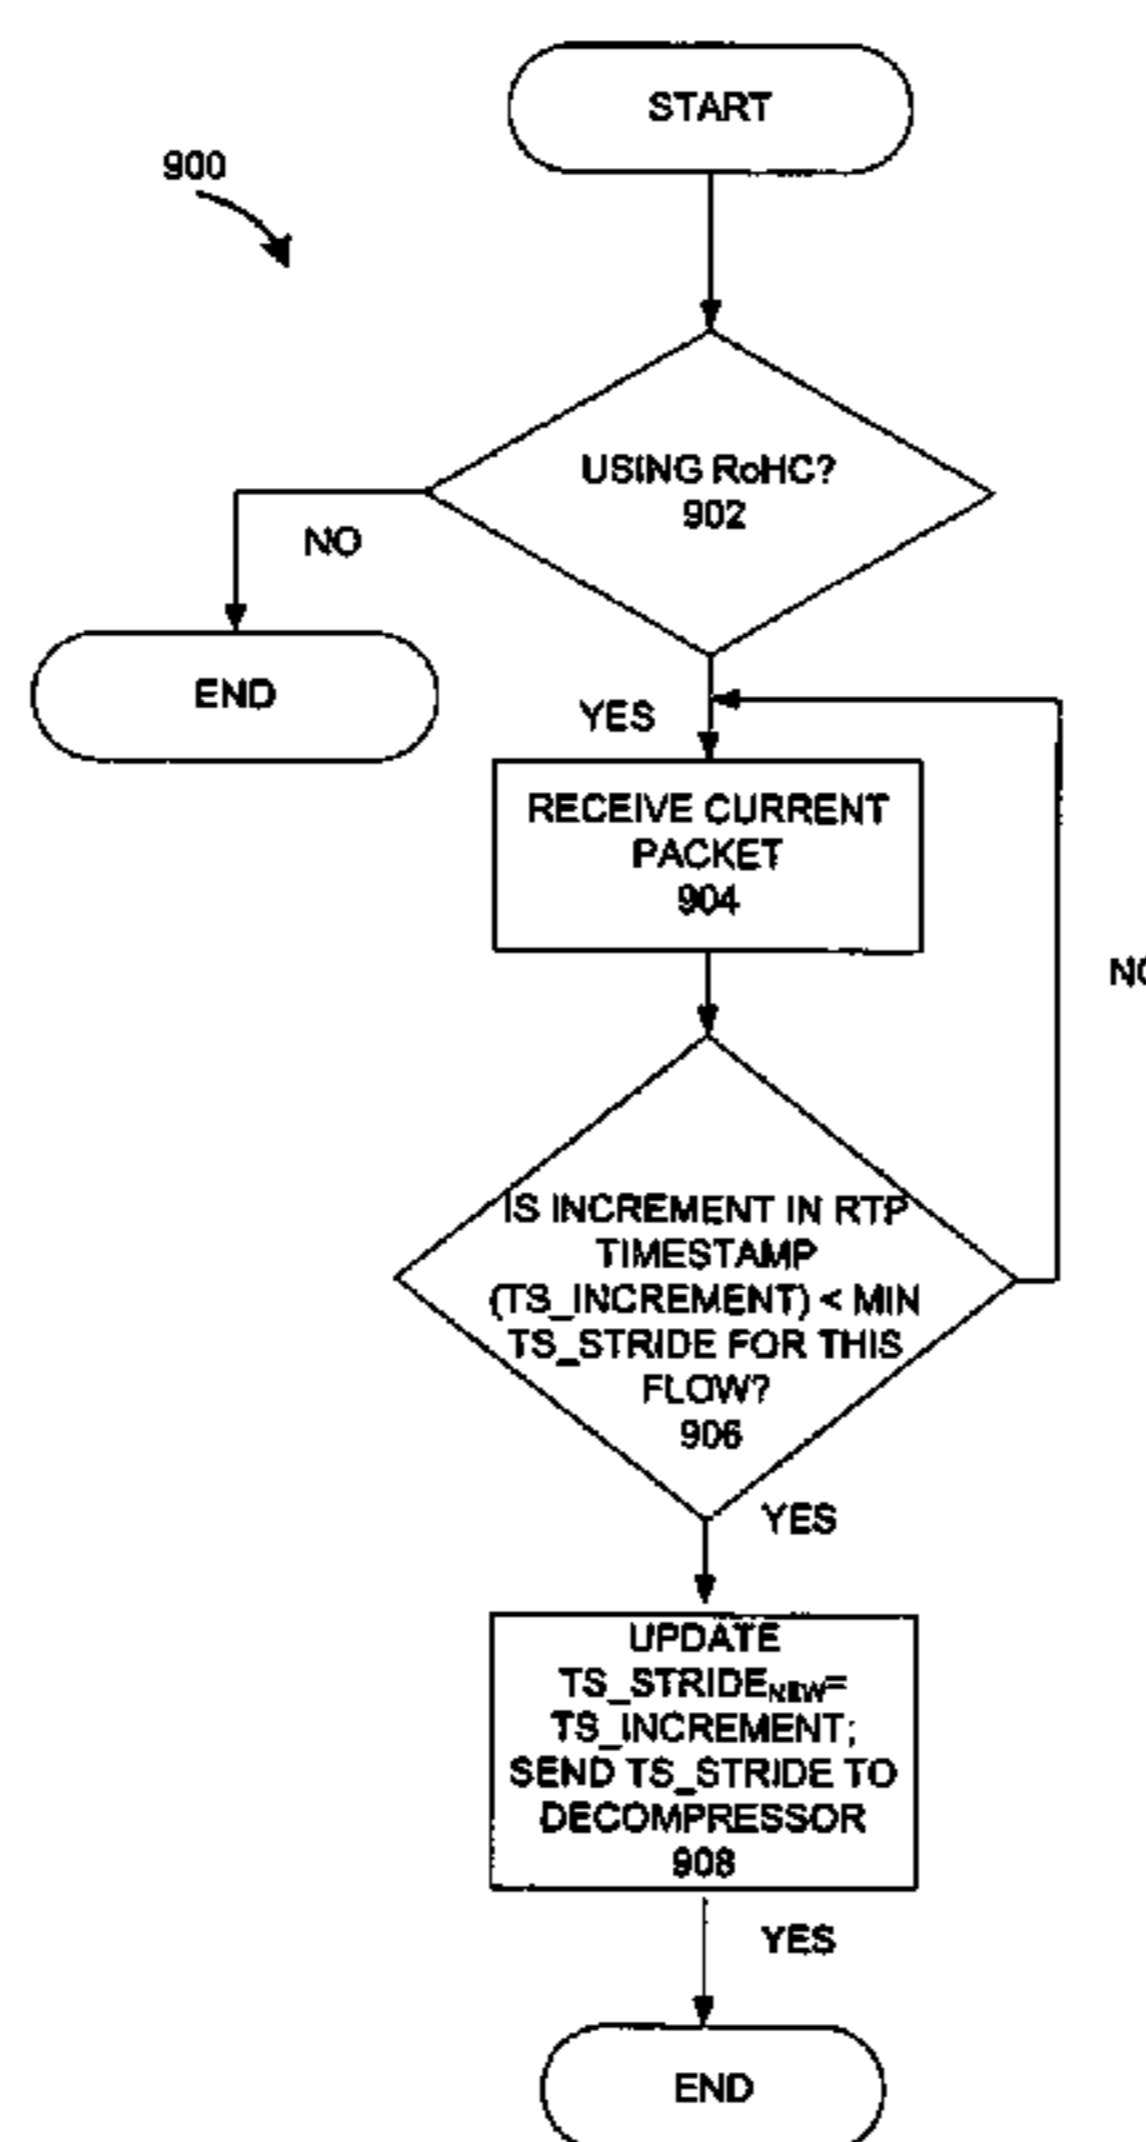 START
900
USING RoHC?
902
NO
END
YES
RECEIVE CURRENT
PACKET
904
IS INCREMENT IN RTP
TIMESTAMP
(TS_INCREMENT) < MIN
TS_STRIDE FOR THIS
FLOW?
906
YES
UPDATE
TS_STRIDENEW=
TS_INCREMENT;
SEND TS_STRIDE TO
DECOMPRESSOR
908
YES
END